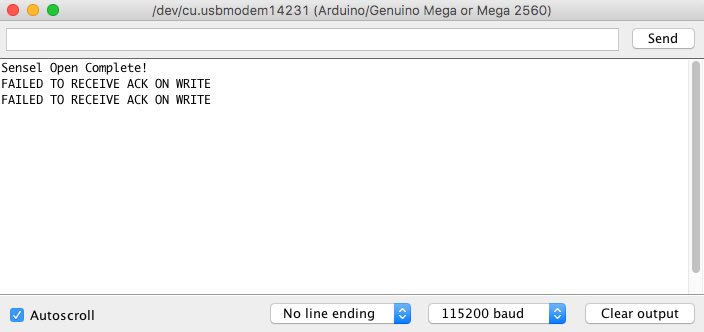 /dev/cu.usbmodem14231 (Arduino/Genuino Mega or Mega 2560)
Send
Sensel Open Complete!
FAILED TO RECEIVE ACK ON WRITE
FAILED TO RECEIVE ACK ON WRITE
Autoscroll
No line ending
115200 baud
Clear output